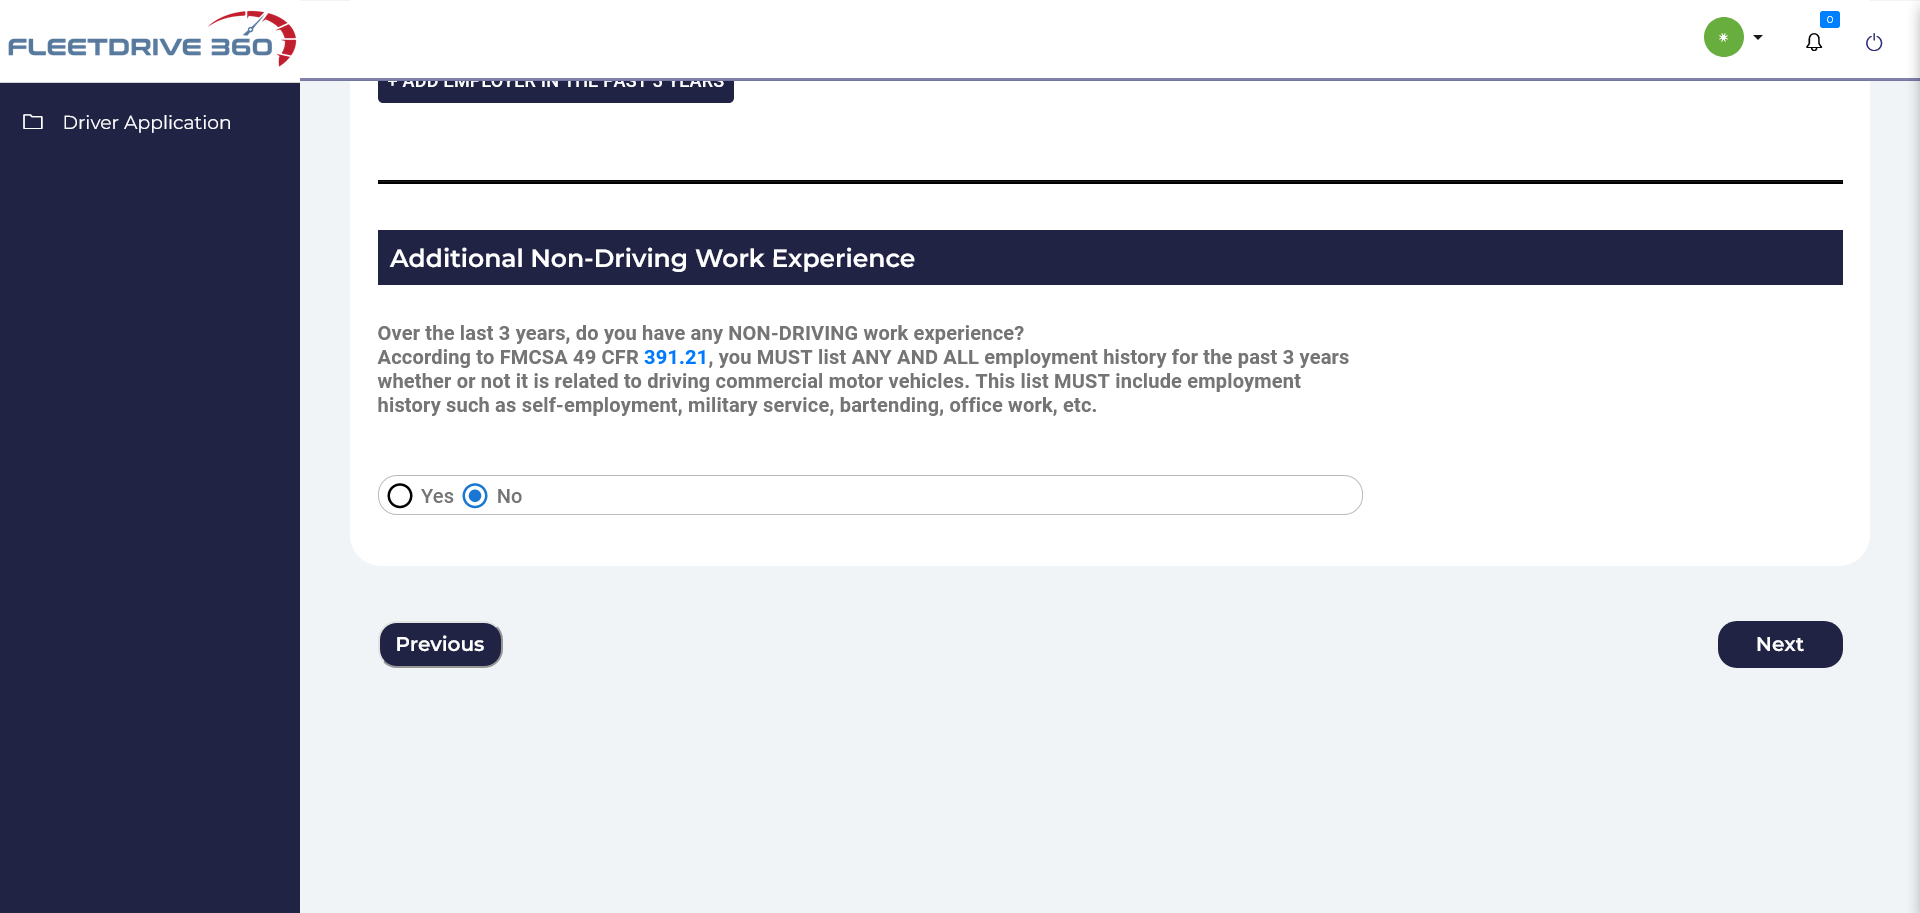 FLEETDRIVE 360
0
Driver Application
+ ADD EMPLOYER IN THE PAST 3 YEARS
Additional Non-Driving Work Experience
Over the last 3 years, do you have any NON-DRIVING work experience?
According to FMCSA 49 CFR 391.21, you MUST list ANY AND ALL employment history for the past 3 years
whether or not it is related to driving commercial motor vehicles. This list MUST include employment
history such as self-employment, military service, bartending, office work, etc.
Yes No
Previous
Next